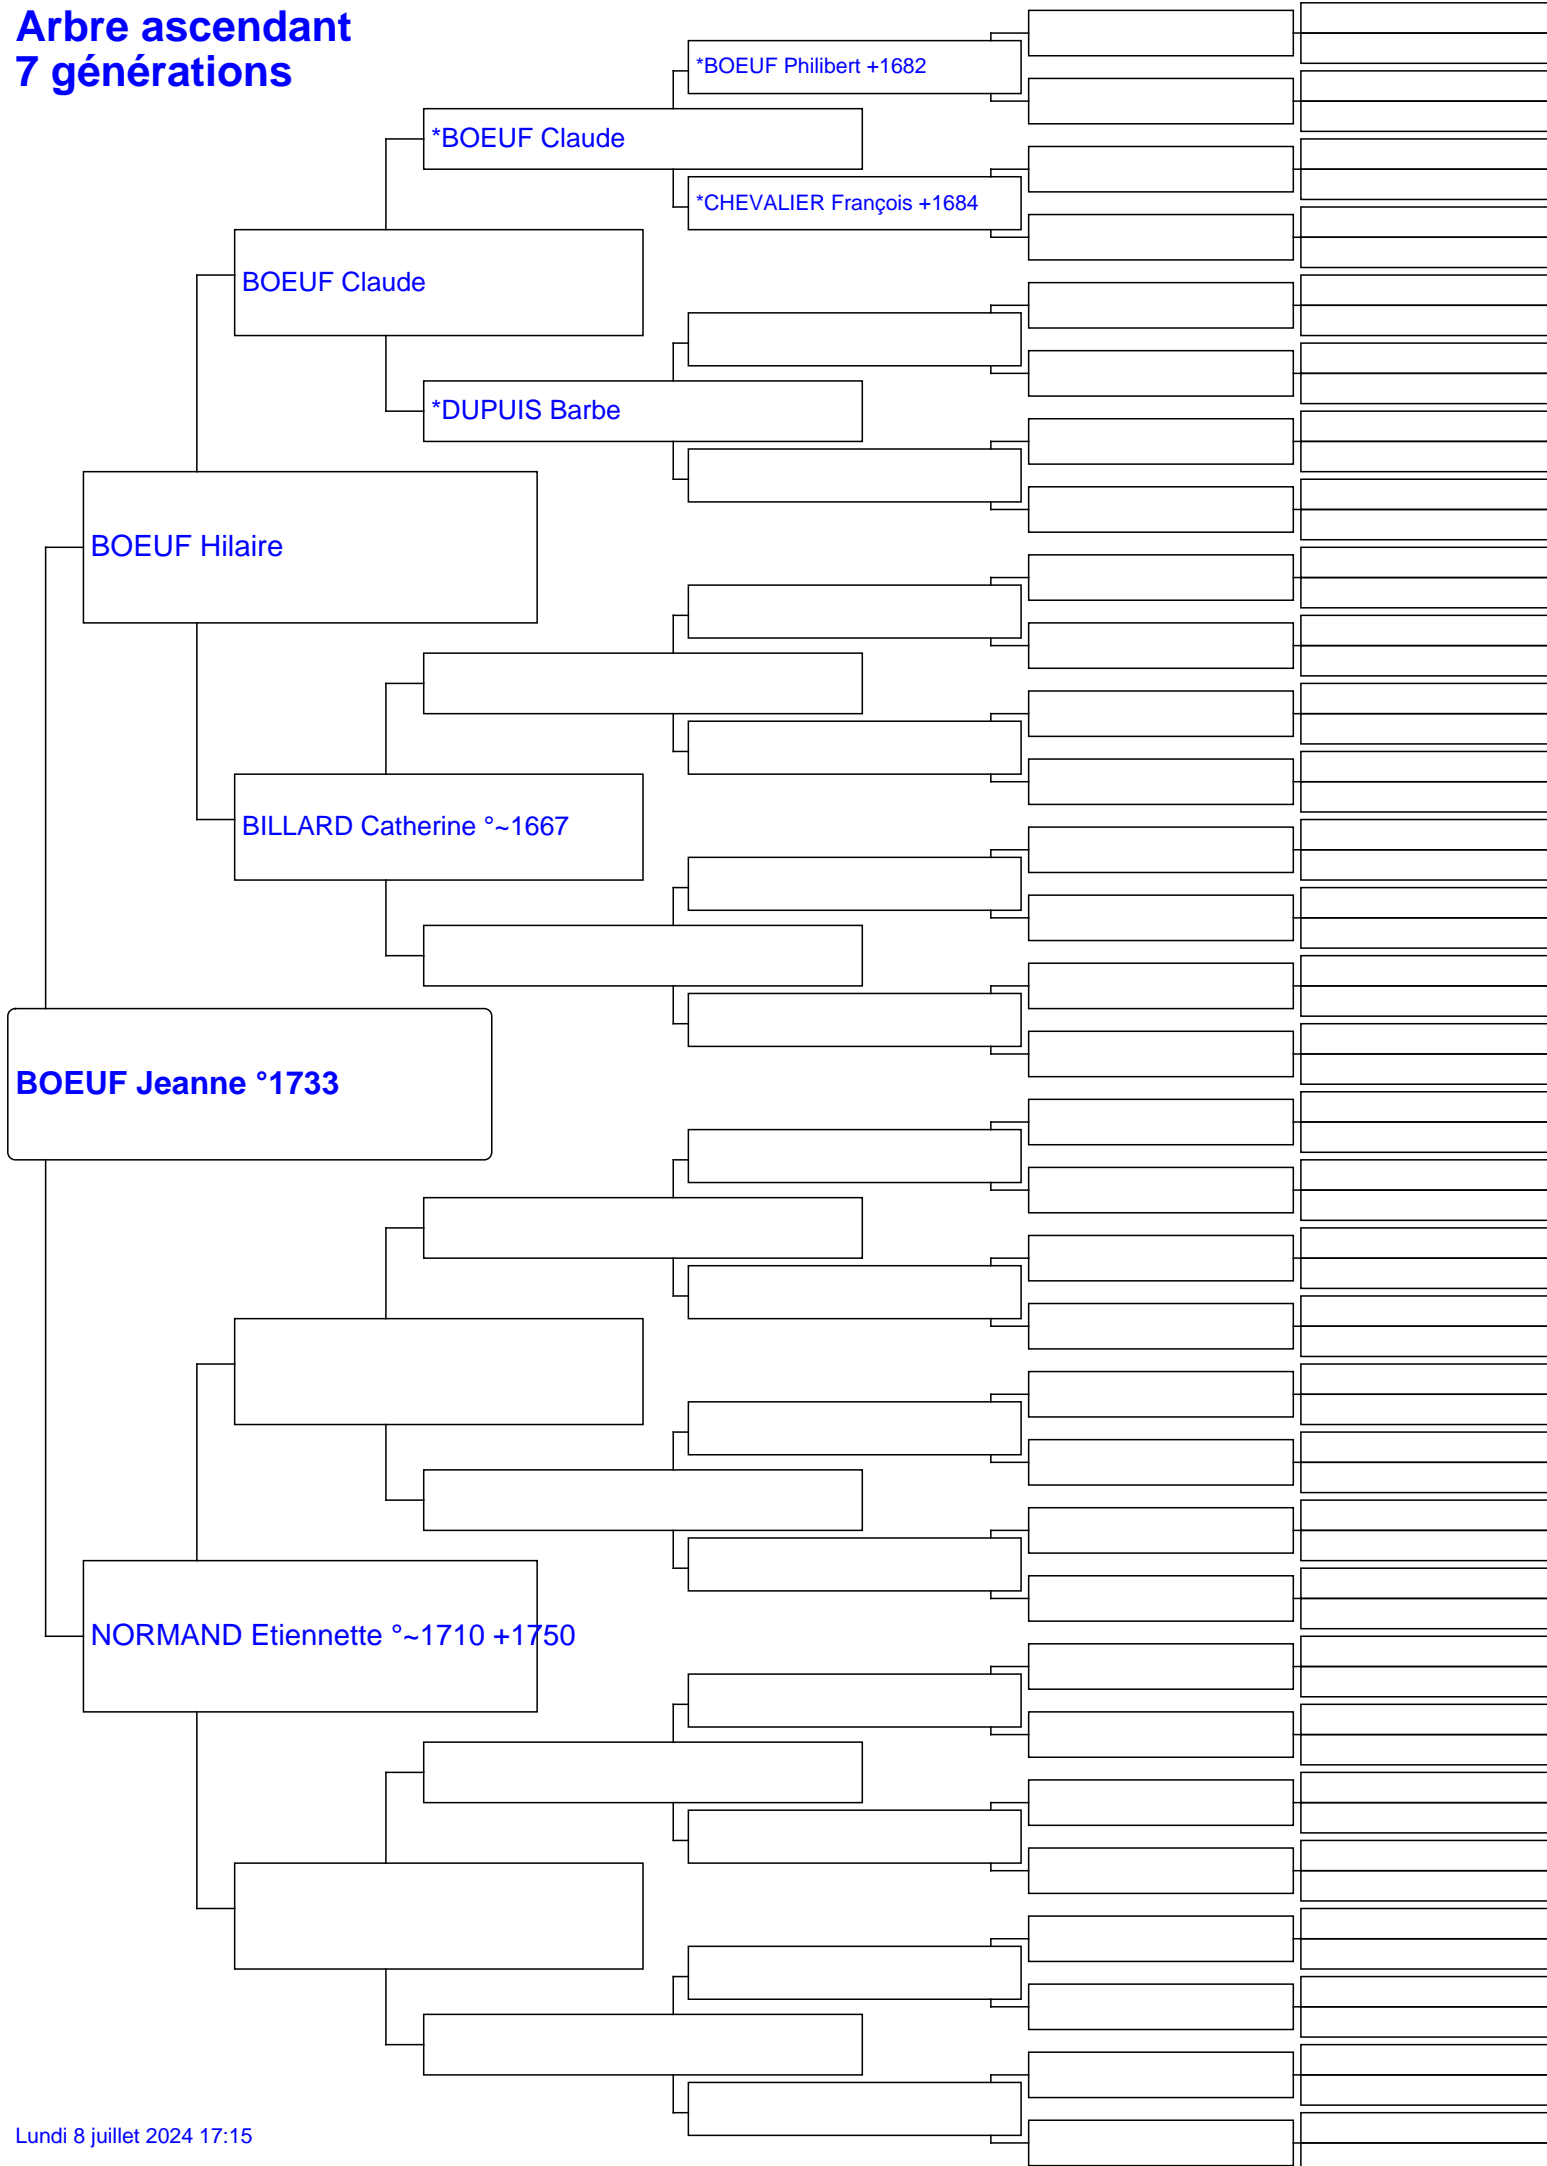 Arbre ascendant
7 générations
*BOEUF Philibert +1682
*BOEUF Claude
*CHEVALIER François +1684
BOEUF Claude
*DUPUIS Barbe
BOEUF Hilaire
BILLARD Catherine °~1667
BOEUF Jeanne °1733
NORMAND Etiennette °~1710 +1750
Lundi 8 juillet 2024 17:15